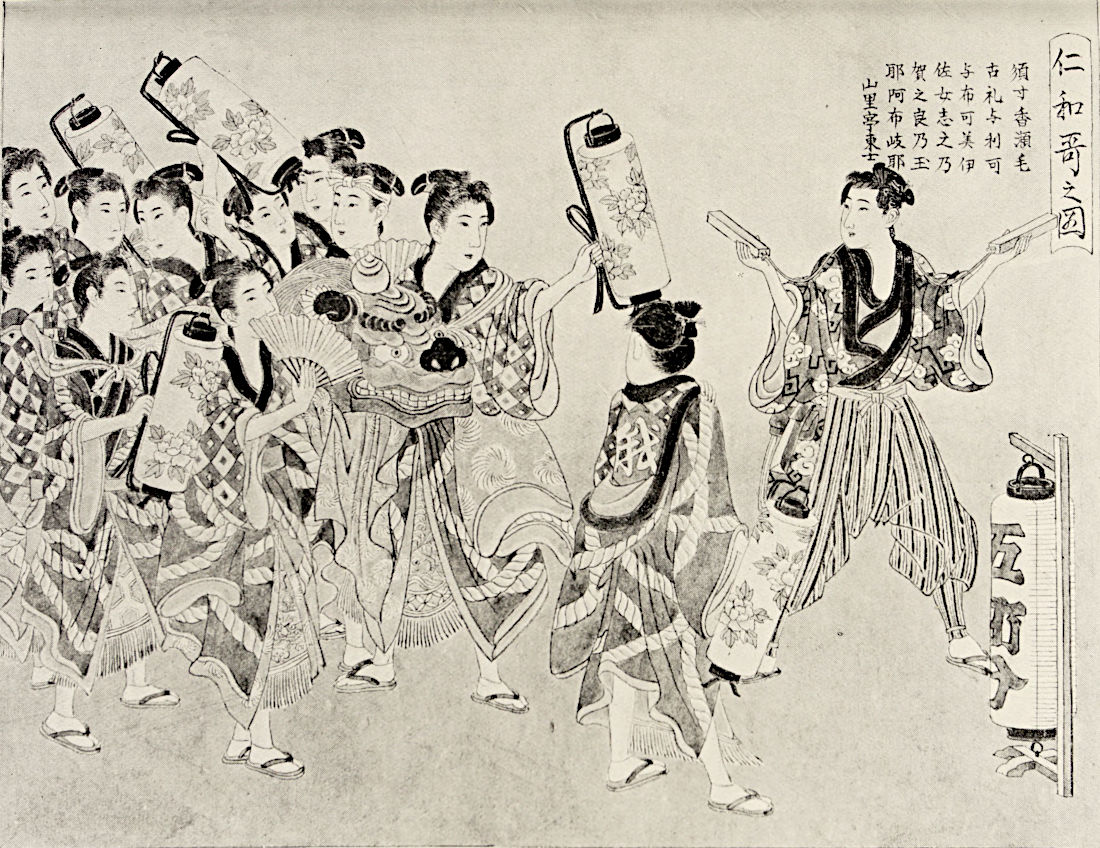 仁和哥之図
須寸香瀬毛
古礼与利可
与布可美伊
佐女志之乃
賀之良乃玉
耶阿布岐耶
山里亭東士
五町